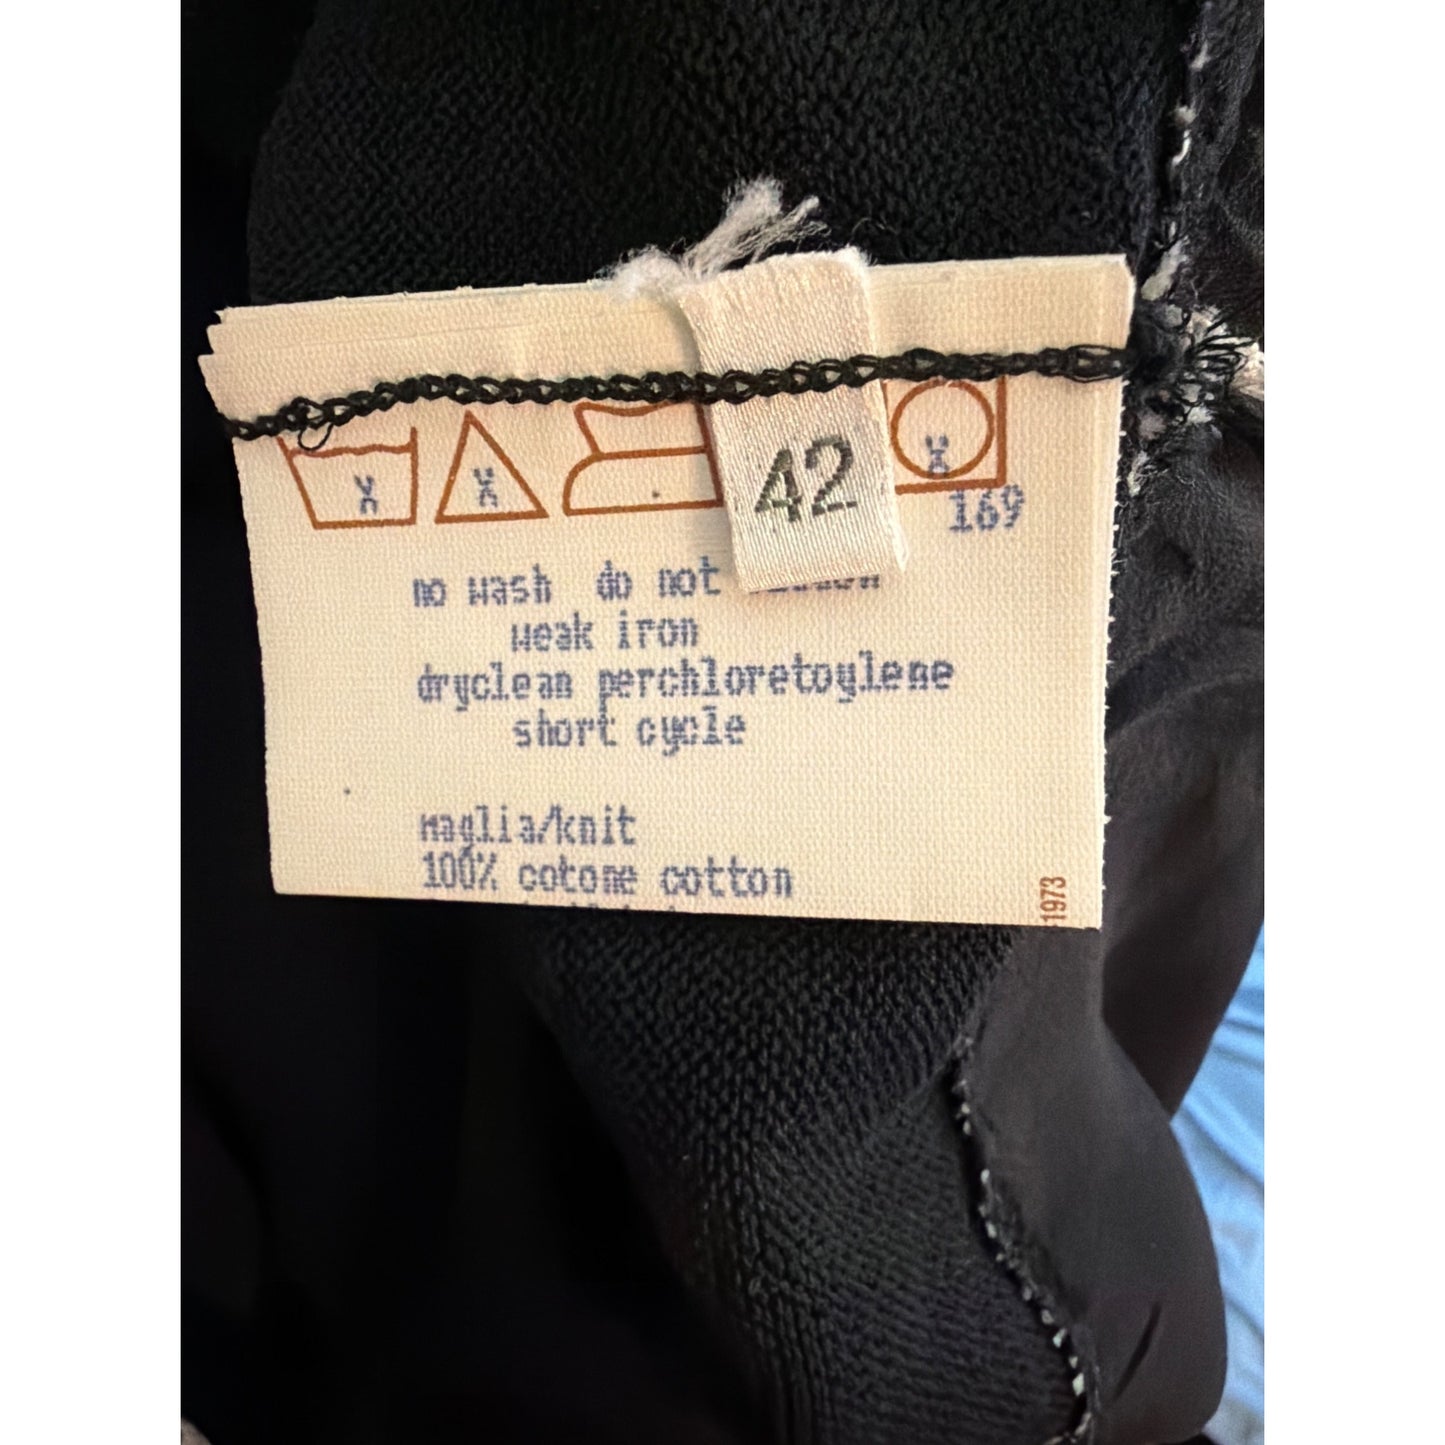 X X X
42
169
no wash do not
weak iron
dryclean perchloretoylene
short cycle
maglia/knit
100% cotone cotton
1973